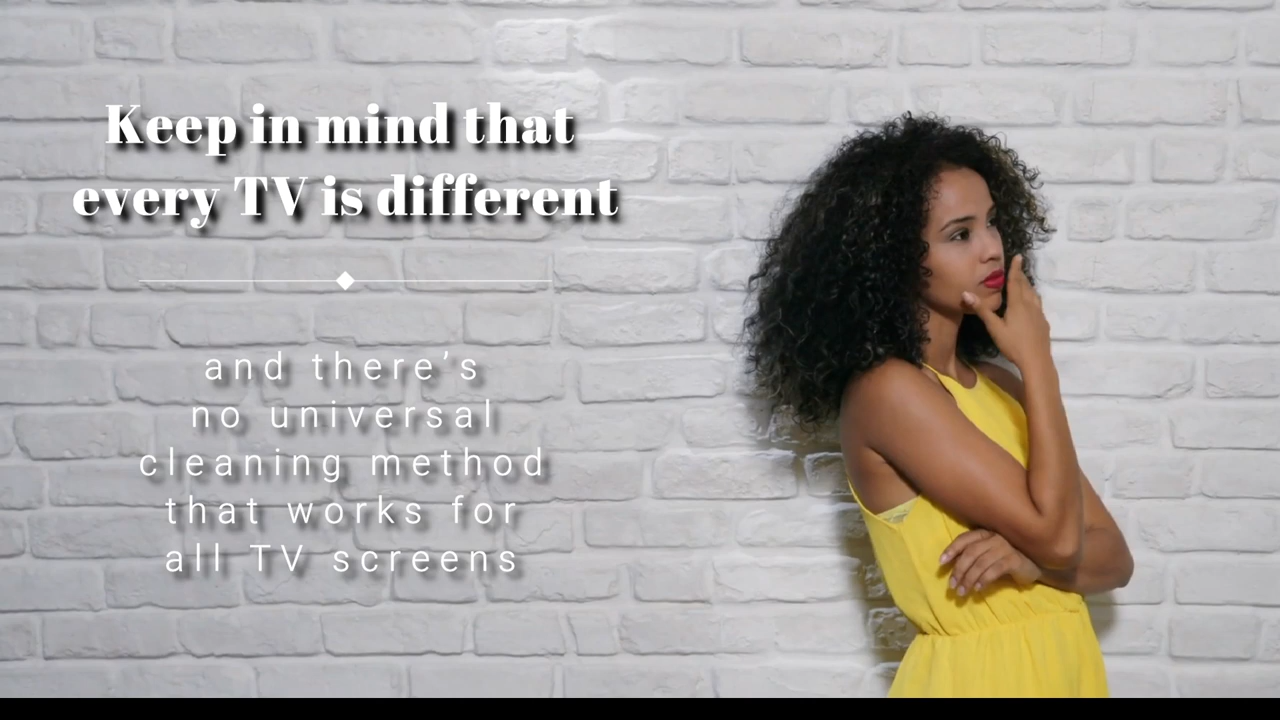 Keep in mind that
every TV is different
and there’s
no universal
cleaning method
that works for
all TV screens